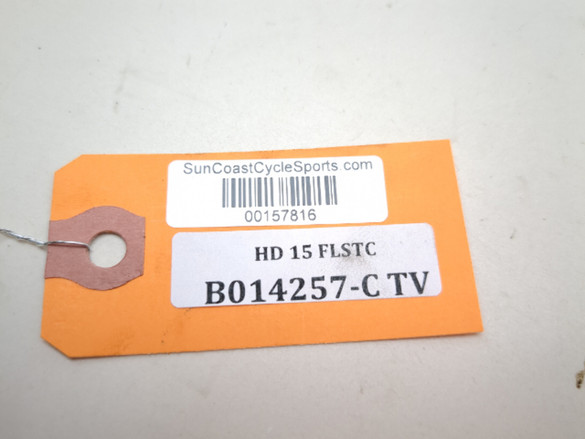 SunCoastCycleSports.com
00157816
HD 15 FLSTC
B014257-C TV